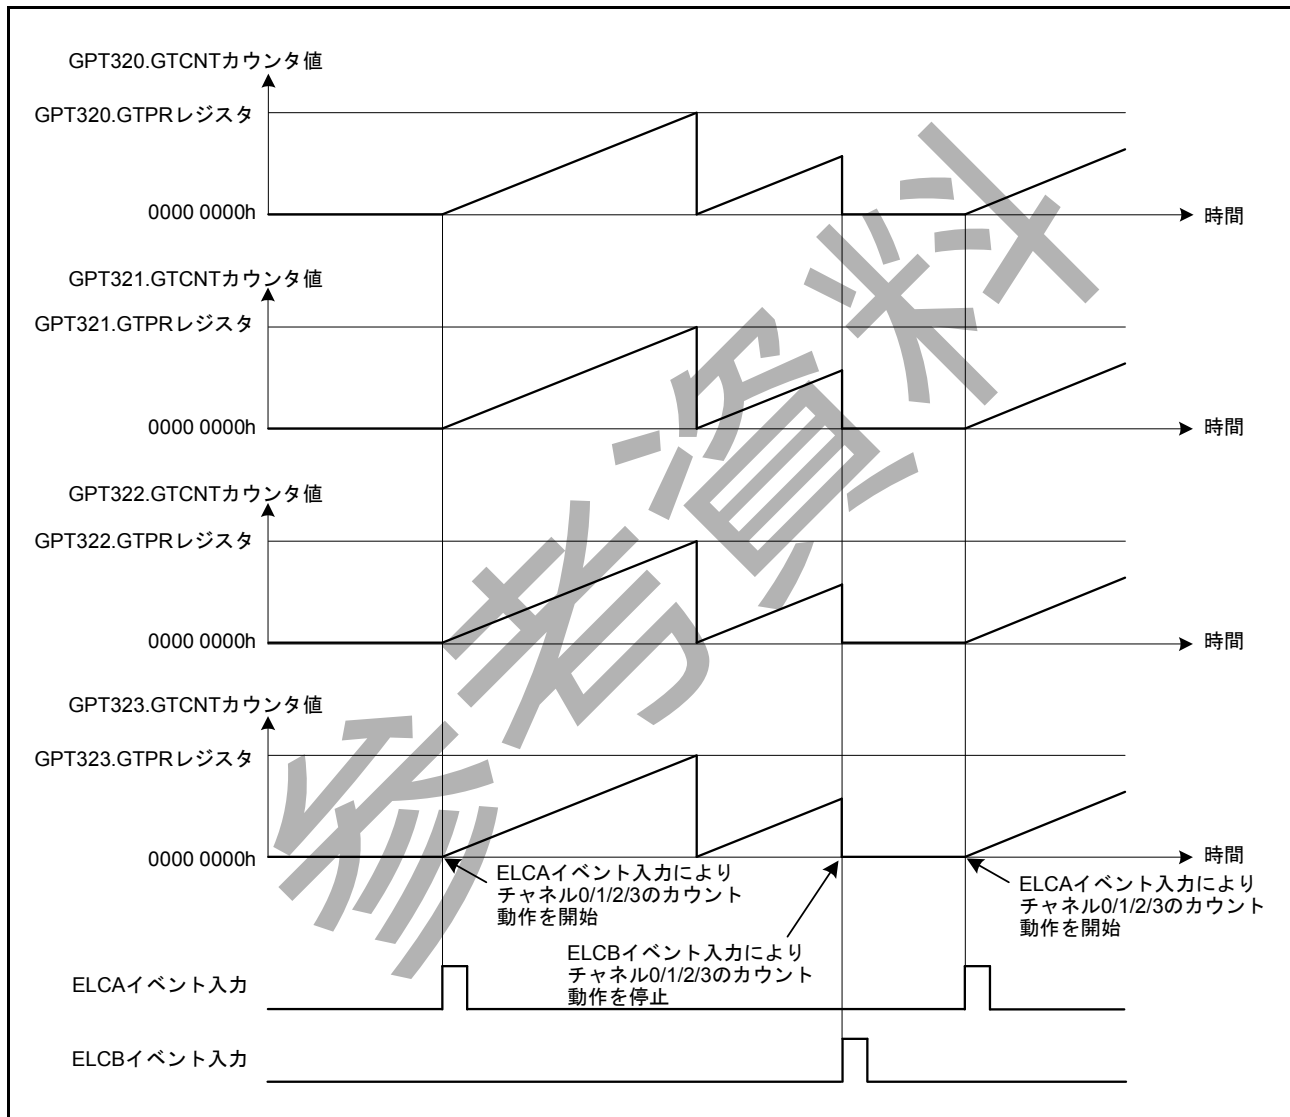 GPT320.GTCNTカウンタ値
GPT320.GTPRレジスタ
0000 0000h
時間
GPT321.GTCNTカウンタ値
GPT321.GTPRレジスタ
0000 0000h
時間
GPT322.GTCNTカウンタ値
GPT322.GTPRレジスタ
0000 0000h
時間
GPT323.GTCNTカウンタ値
GPT323.GTPRレジスタ
0000 0000h
時間
ELCAイベント入力により
チャネル0/1/2/3のカウント
動作を開始
ELCBイベント入力により
チャネル0/1/2/3のカウント
動作を停止
ELCAイベント入力により
チャネル0/1/2/3のカウント
動作を開始
ELCAイベント入力
ELCBイベント入力
参考資料